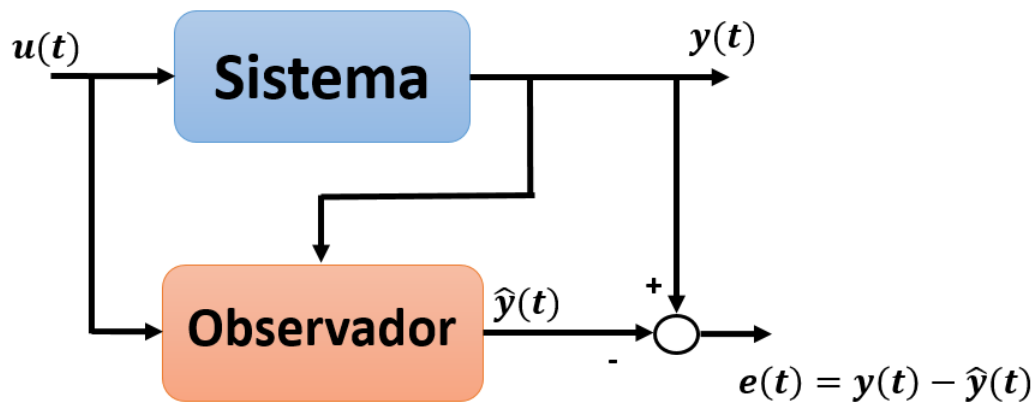 u(t)
Sistema
y(t)
Observador
ŷ(t)
+
-
e(t) = y(t) − ŷ(t)